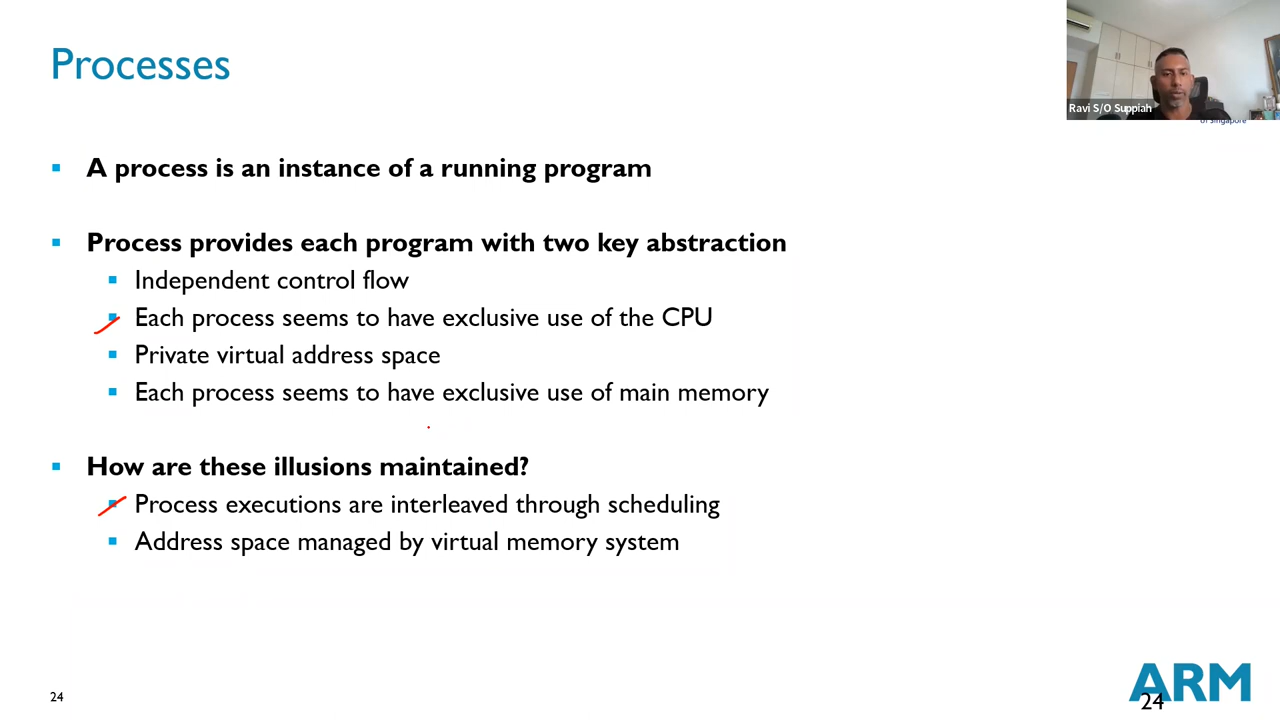 Processes
Ravi S/O Suppiah
of Singapore
A process is an instance of a running program
Process provides each program with two key abstraction
Independent control flow
Each process seems to have exclusive use of the CPU
Private virtual address space
Each process seems to have exclusive use of main memory
How are these illusions maintained?
Process executions are interleaved through scheduling
Address space managed by virtual memory system
24
ARM
24